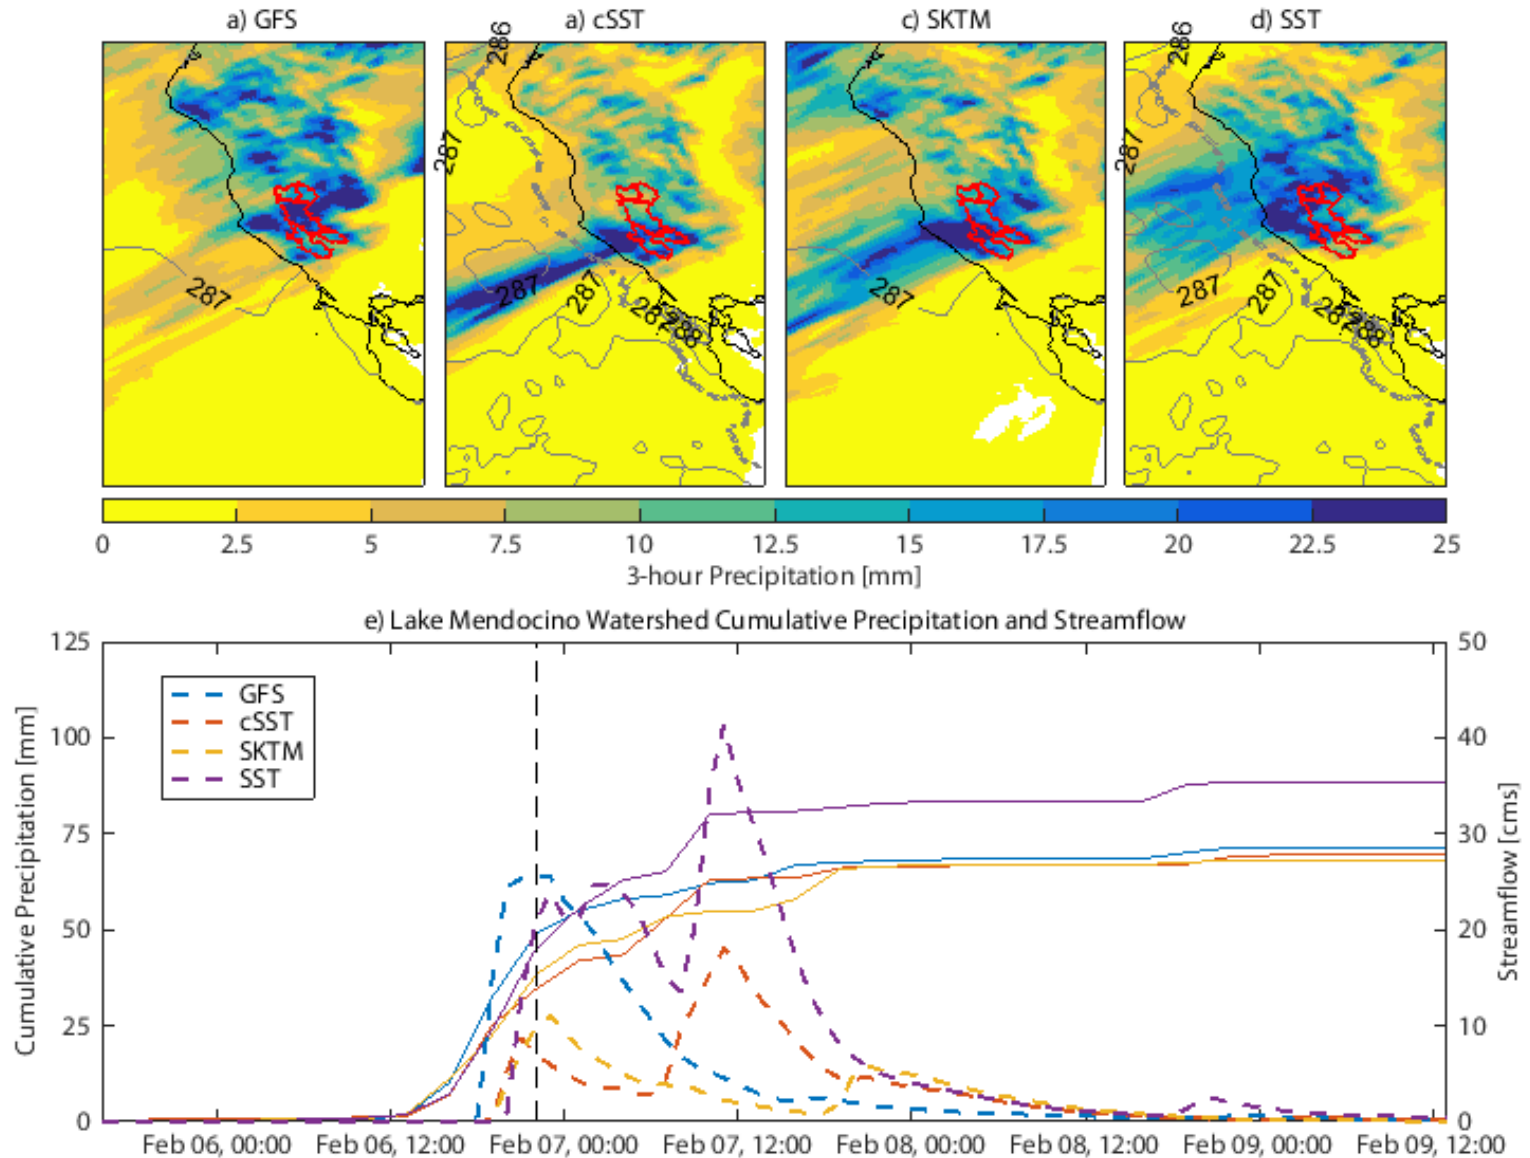 a) GFS
a) cSST
c) SKTM
d) SST
286
286
287
287
287
287
287
287
287
287
288
288
0
2.5
5
7.5
10
12.5
15
17.5
20
22.5
25
3-hour Precipitation [mm]
e) Lake Mendocino Watershed Cumulative Precipitation and Streamflow
125
100
75
50
25
0
Cumulative Precipitation [mm]
GFS
cSST
SKTM
SST
50
40
30
20
10
0
Streamflow [cms]
Feb 06, 00:00
Feb 06, 12:00
Feb 07, 00:00
Feb 07, 12:00
Feb 08, 00:00
Feb 08, 12:00
Feb 09, 00:00
Feb 09, 12:00